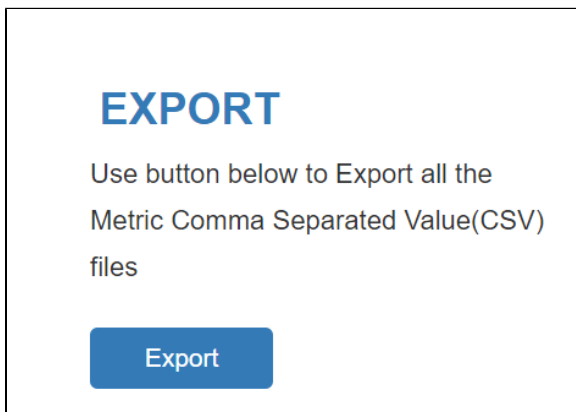 EXPORT
Use button below to Export all the
Metric Comma Separated Value(CSV)
files
Export